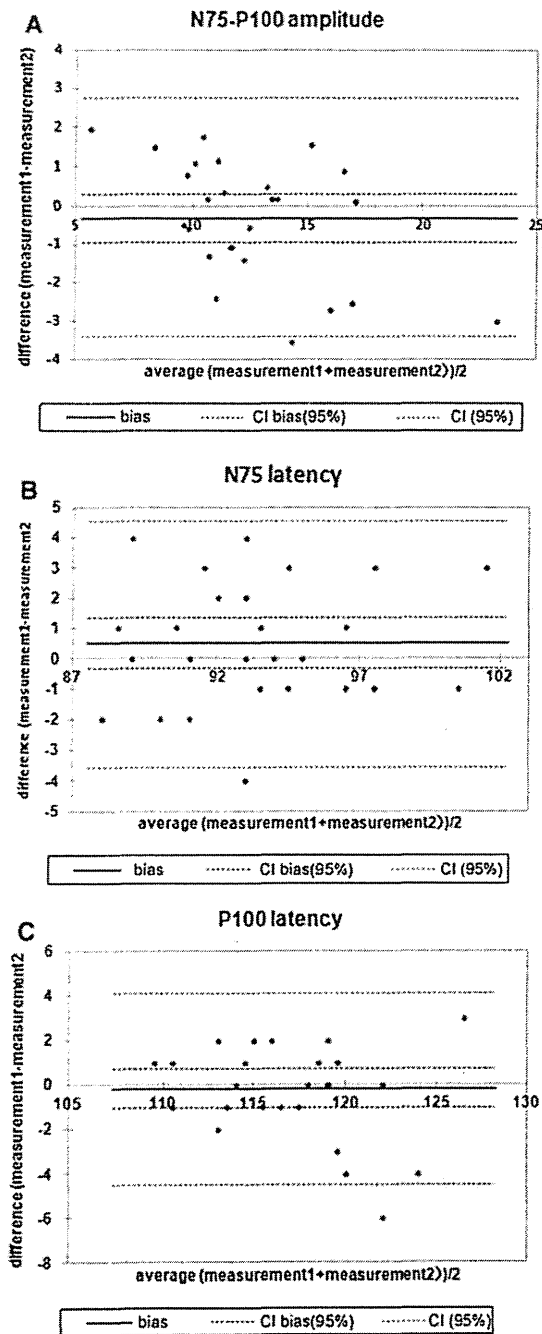 A
N75-P100 amplitude
difference (measurement1-measurement2)
4
3
2
1
0
-1
-2
-3
-4
5
10
15
20
25
average (measurement1+measurement2))/2
bias
CI bias(95%)
CI (95%)
B
N75 latency
difference (measurement1-measurement2
5
4
3
2
1
0
-1
-2
-3
-4
-5
87
92
97
102
average (measurement1+measurement2))/2
bias
CI bias(95%)
CI (95%)
C
P100 latency
difference (measurement1-measurement2
6
4
2
0
-2
-4
-6
-8
105
110
115
120
125
130
average (measurement1+measurement2))/2
bias
CI bias(95%)
CI (95%)